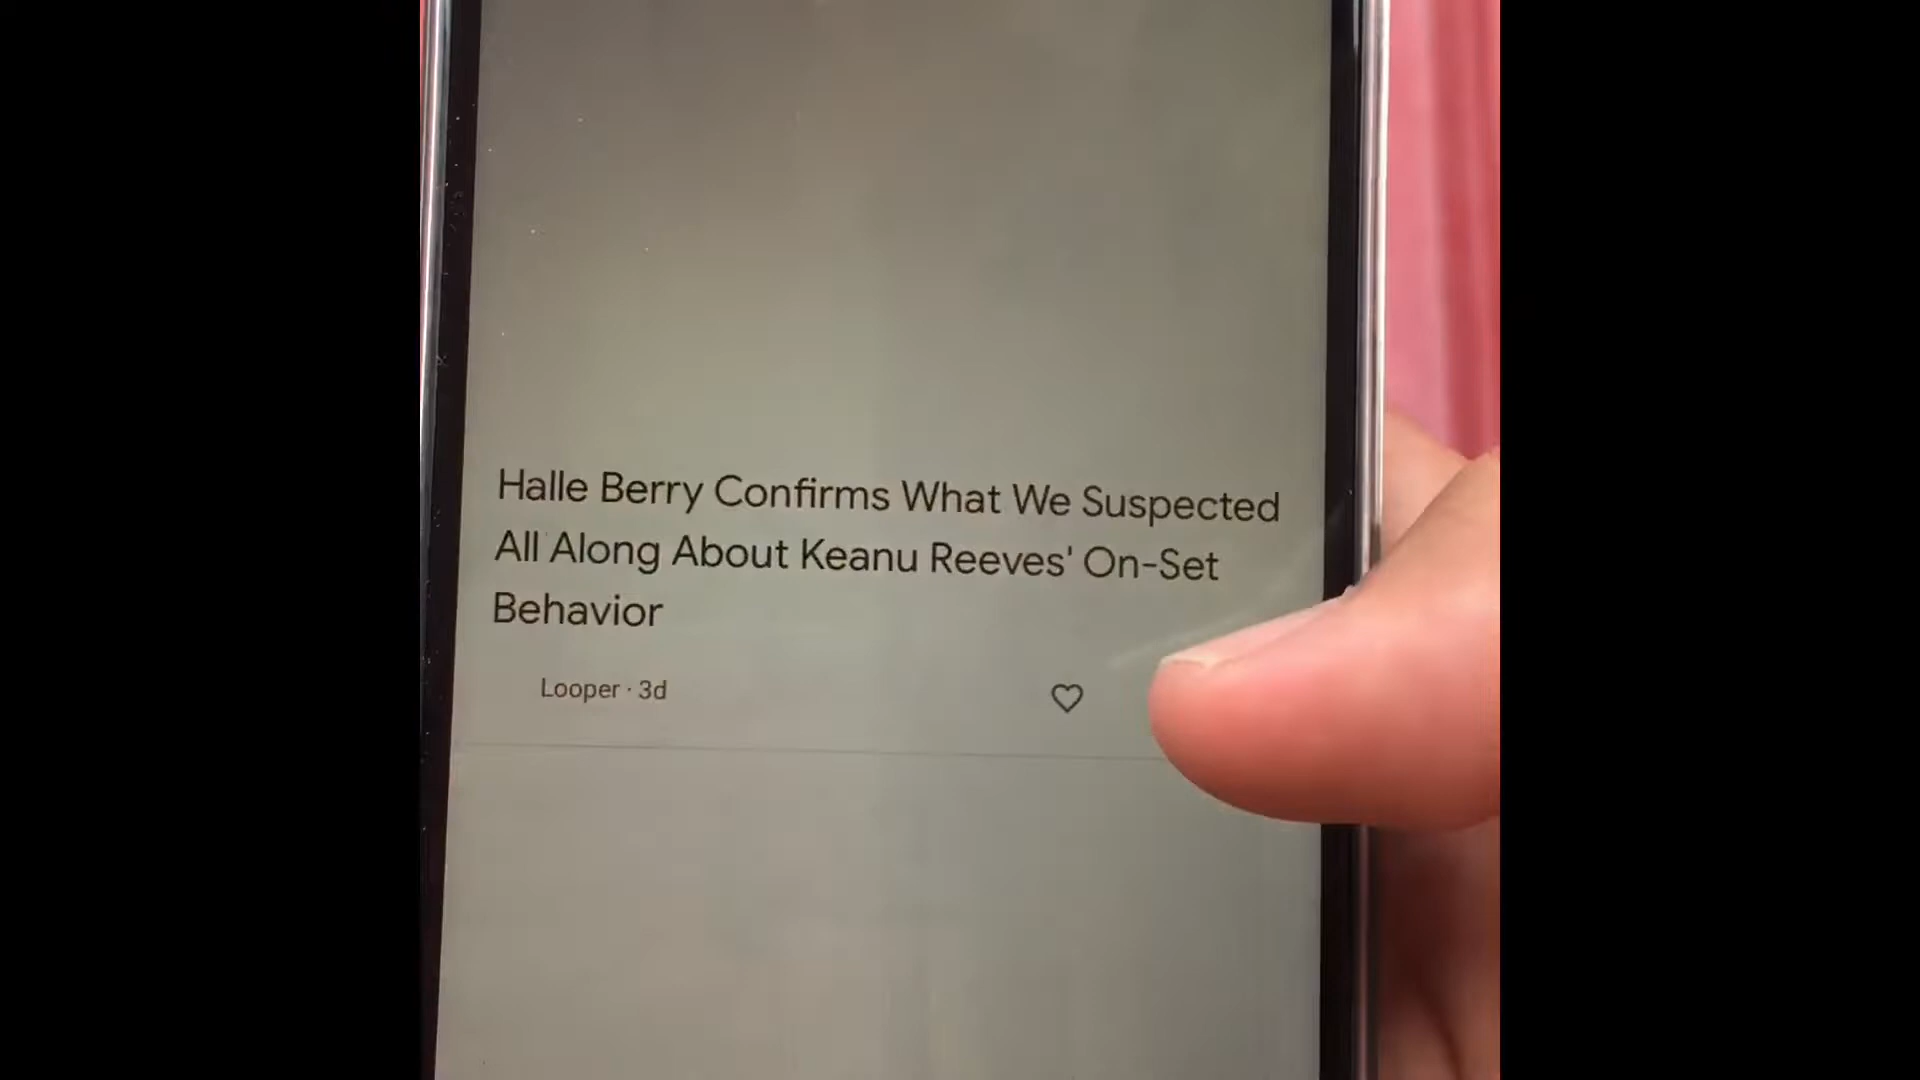 Halle Berry Confirms What We Suspected
All Along About Keanu Reeves' On-Set
Behavior
Looper · 3d